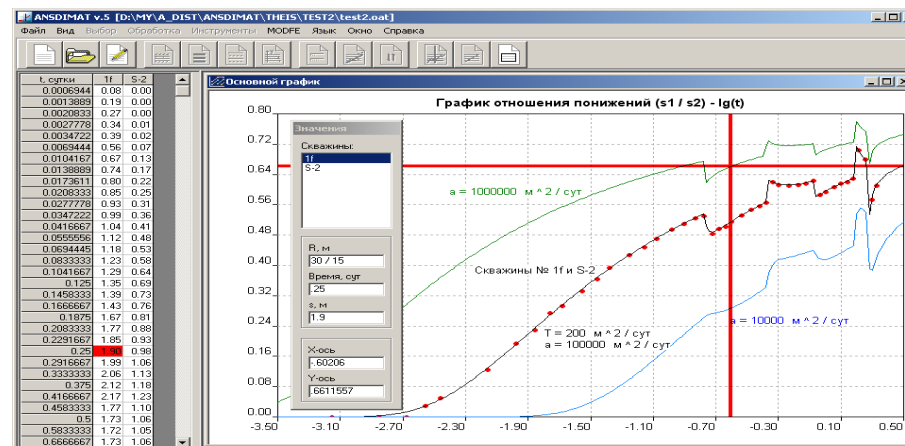 ANSDIMAT v.5 [D:\MY\A_DIST\ANSDIMAT\THEIS\TEST2\test2.oat]
Файл Вид Выбор Обработка Инструменты MODFE Язык Окно Справка
t, сутки 1f S-2
0.0006944 0.08 0.00
0.0013889 0.19 0.00
0.0020833 0.27 0.00
0.0027778 0.34 0.01
0.0034722 0.39 0.02
0.0069444 0.56 0.07
0.0104167 0.67 0.13
0.0138889 0.74 0.17
0.0173611 0.80 0.22
0.0208333 0.85 0.25
0.0277778 0.93 0.31
0.0347222 0.99 0.36
0.0416667 1.04 0.41
0.0555556 1.12 0.48
0.0694445 1.18 0.53
0.0833333 1.23 0.58
0.1041667 1.29 0.64
0.125 1.35 0.69
0.1458333 1.39 0.73
0.1666667 1.43 0.76
0.1875 1.67 0.81
0.2083333 1.77 0.88
0.2291667 1.85 0.93
0.25 1.90 0.98
0.2916667 1.99 1.06
0.3333333 2.06 1.13
0.375 2.12 1.18
0.4166667 2.17 1.23
0.4583333 1.77 1.10
0.5 1.73 1.06
0.5833333 1.72 1.05
0.6666667 1.73 1.06
Основной график
График отношения понижений (s1 / s2) - lg(t)
0.80
0.72
0.64
0.56
0.48
0.40
0.32
0.24
0.16
0.08
0.00
-3.50 -3.10 -2.70 -2.30 -1.90 -1.50 -1.10 -0.70 -0.30 0.10 0.50
Значения
Скважины:
1f
S-2
R, м
30 / 15
Время, сут
.25
s, м
1.9
X-ось
-.60206
Y-ось
.6611557
a = 1000000 м ^ 2 / сут
Скважины № 1f и S-2
T = 200 м ^ 2 / сут
a = 100000 м ^ 2 / сут
a = 10000 м ^ 2 / сут